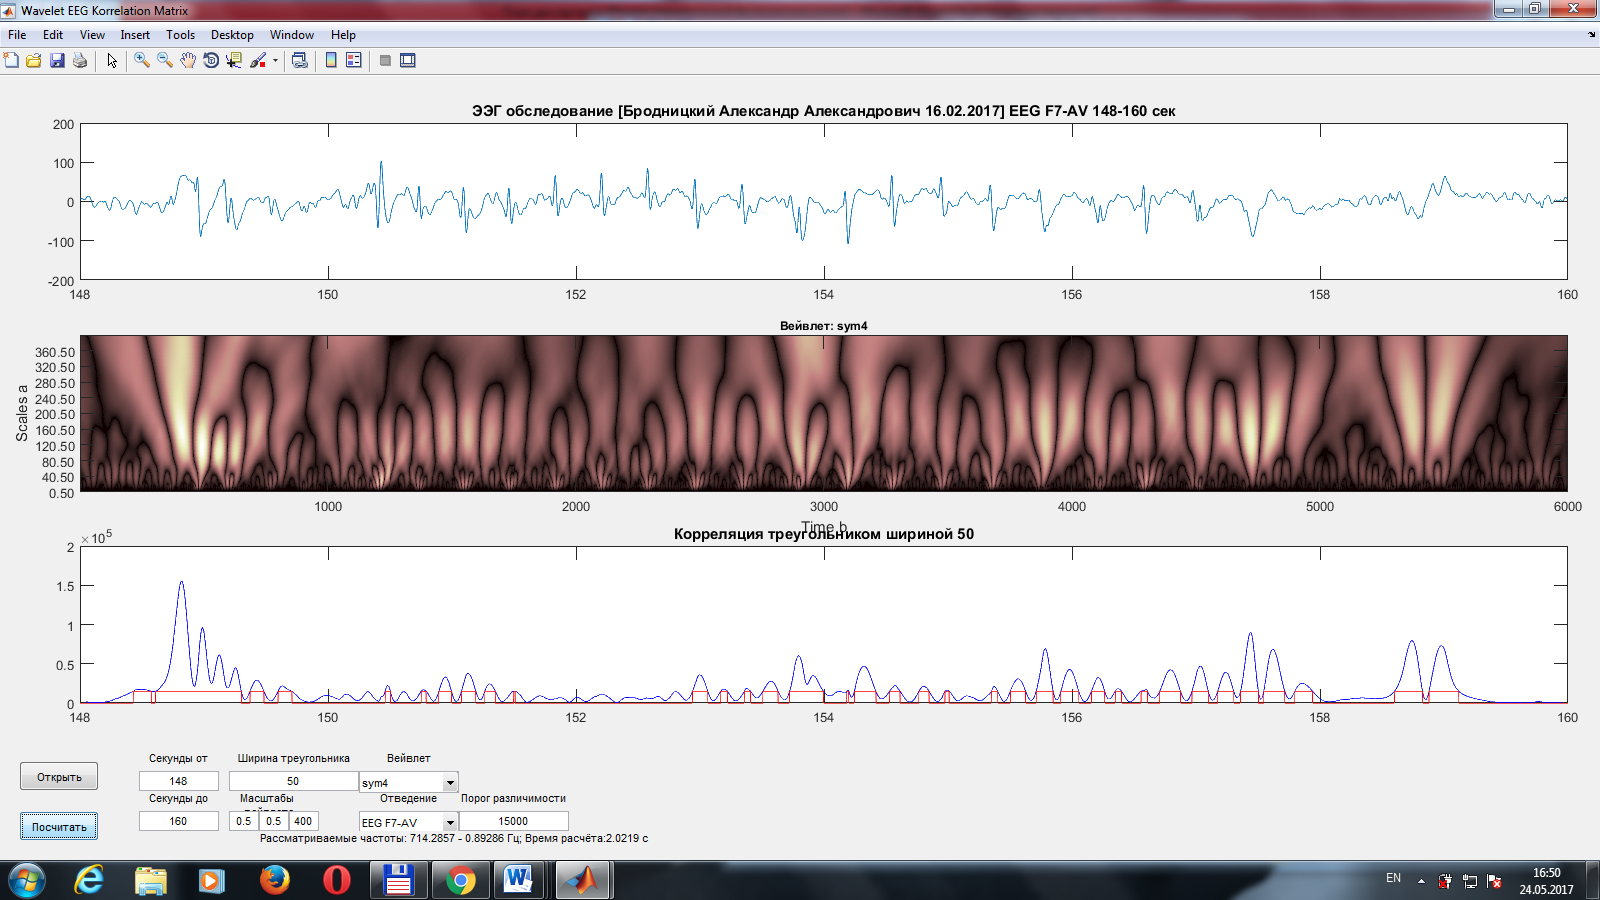 Wavelet EEG Korrelation Matrix
File Edit View Insert Tools Desktop Window Help
ЭЭГ обследование [Бродницкий Александр Александрович 16.02.2017] EEG F7-AV 148-160 сек
200
100
0
-100
-200
148 150 152 154 156 158 160
Вейвлет: sym4
Scales a
360.50
320.50
280.50
240.50
200.50
160.50
120.50
80.50
40.50
0.50
1000 2000 3000 4000 5000 6000
Time b
Корреляция треугольником шириной 50
×10 5
2
1.5
1
0.5
0
148 150 152 154 156 158 160
Секунды от Ширина треугольника Вейвлет
Открыть 148 50 sym4
Секунды до Масштабы Отведение Порог различимости
Посчитать 160 0.5 0.5 400 EEG F7-AV 15000
Рассматриваемые частоты: 714.2857 - 0.89286 Гц; Время расчёта:2.0219 с
EN 16:50
24.05.2017